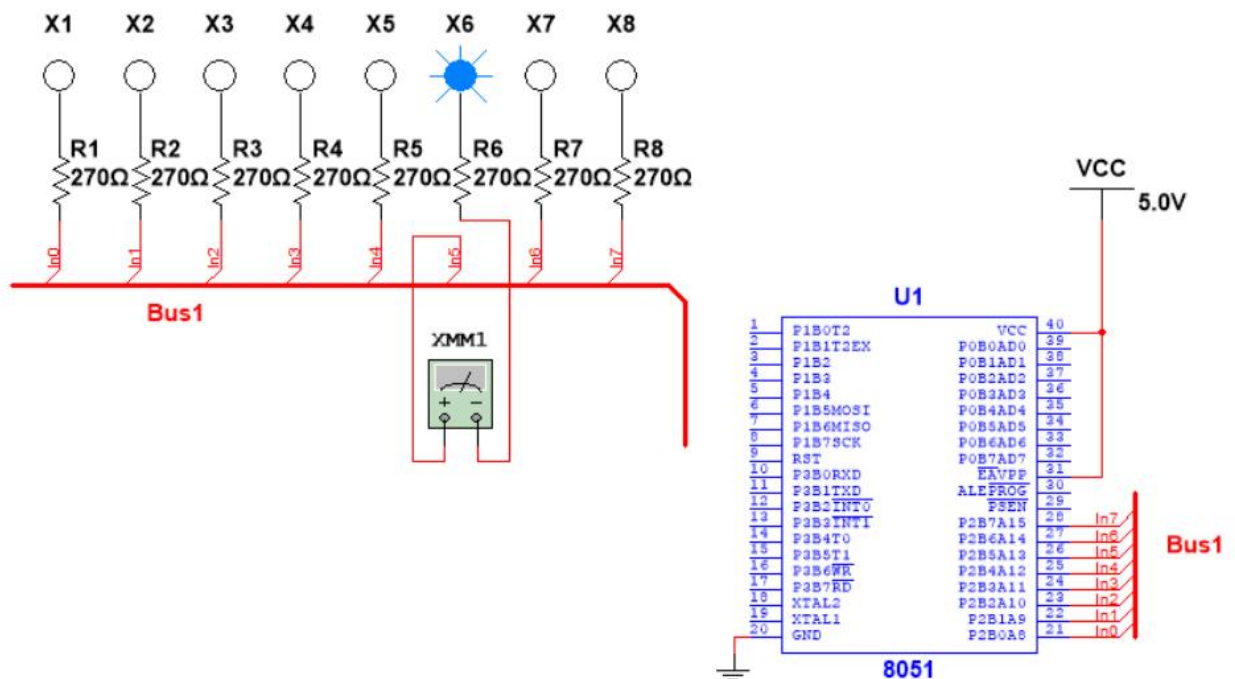 X1 X2 X3 X4 X5 X6 X7 X8
R1 R2 R3 R4 R5 R6 R7 R8
270Ω 270Ω 270Ω 270Ω 270Ω 270Ω 270Ω 270Ω
In0 In1 In2 In3 In4 In5 In6 In7
Bus1
XMM1
+ −
VCC
5.0V
U1
1 P1B0T2 VCC 40
2 P1B1T2EX P0B0AD0 39
3 P1B2 P0B1AD1 38
4 P1B3 P0B2AD2 37
5 P1B4 P0B3AD3 36
6 P1B5MOSI P0B4AD4 35
7 P1B6MISO P0B5AD5 34
8 P1B7SCK P0B6AD6 33
9 RST P0B7AD7 32
10 P3B0RXD EAVPP 31
11 P3B1TXD ALEPROG 30
12 P3B2INT0 PSEN 29
13 P3B3INT1 P2B7A15 28 In7
14 P3B4T0 P2B6A14 27 In6
15 P3B5T1 P2B5A13 26 In5
16 P3B6WR P2B4A12 25 In4
17 P3B7RD P2B3A11 24 In3
18 XTAL2 P2B2A10 23 In2
19 XTAL1 P2B1A9 22 In1
20 GND P2B0A8 21 In0
Bus1
8051